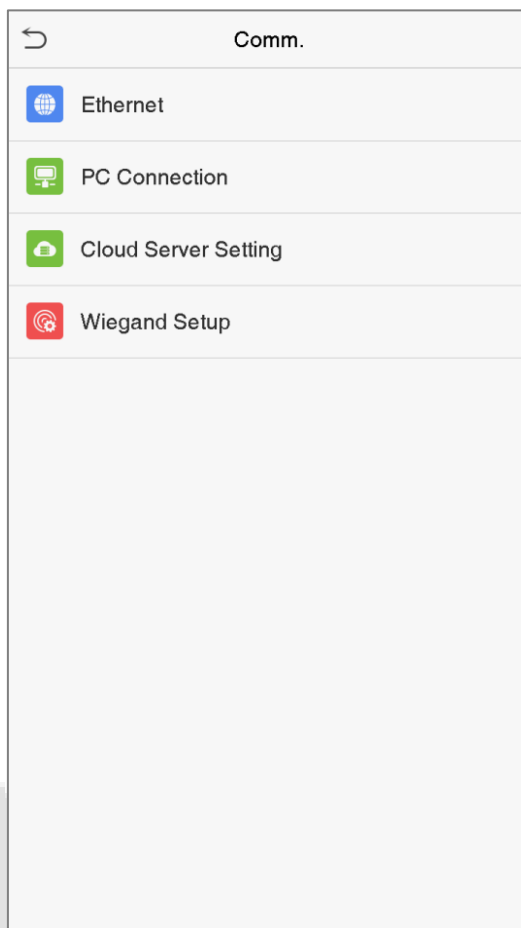 Comm.
Ethernet
PC Connection
Cloud Server Setting
Wiegand Setup